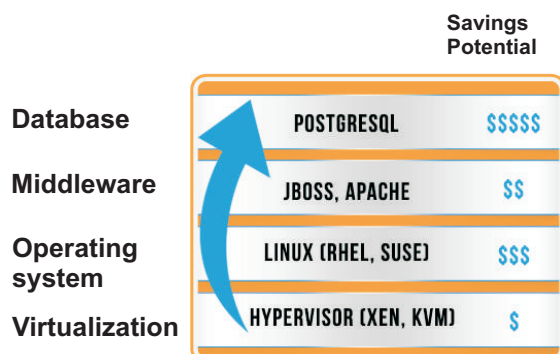 Savings
Potential
Database
POSTGRESQL
$$$$$
Middleware
JBOSS, APACHE
$$
Operating
system
LINUX (RHEL, SUSE)
$$$
Virtualization
HYPERVISOR (XEN, KVM)
$